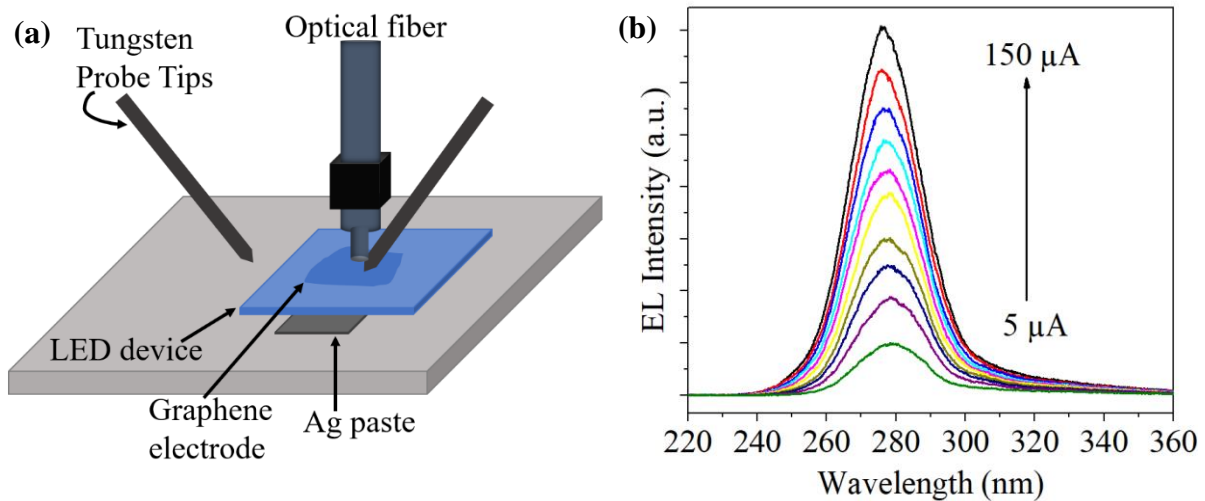 (a)
Tungsten
Probe Tips
Optical fiber
LED device
Graphene
electrode
Ag paste
(b)
150 µA
5 µA
EL Intensity (a.u.)
220 240 260 280 300 320 340 360
Wavelength (nm)